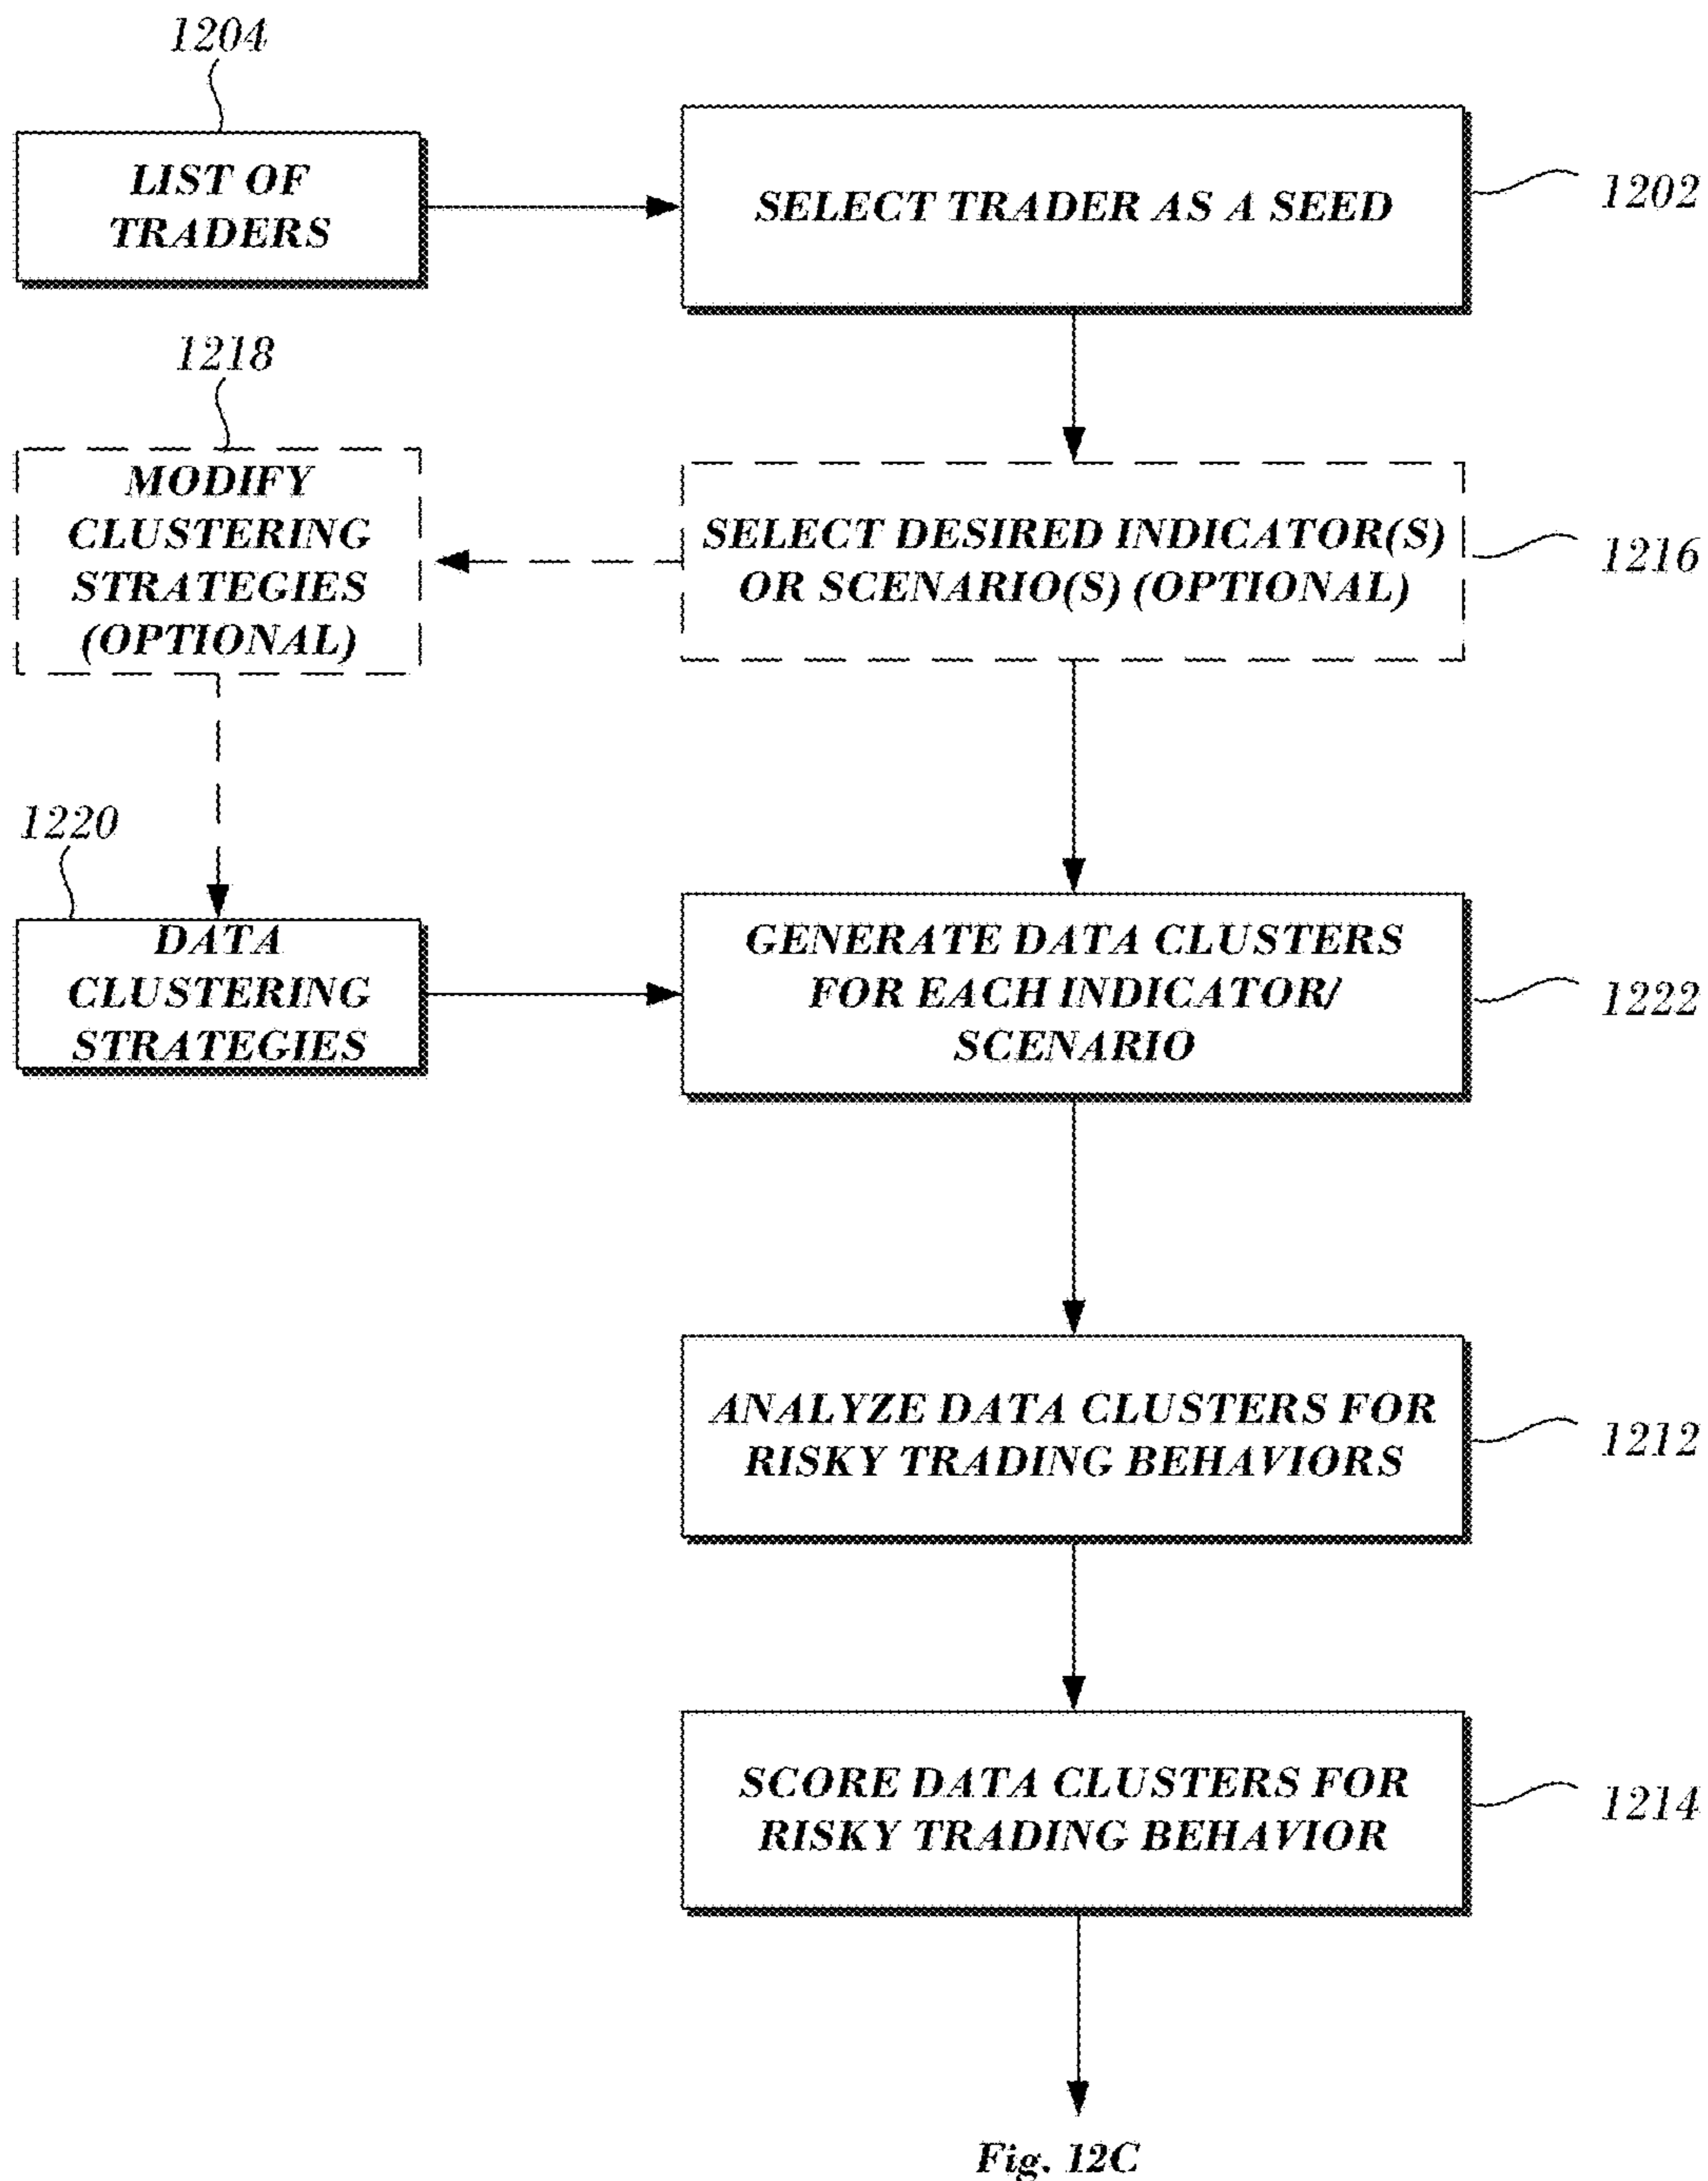 1204
LIST OF
TRADERS
SELECT TRADER AS A SEED
1202
1218
MODIFY
CLUSTERING
STRATEGIES
(OPTIONAL)
SELECT DESIRED INDICATOR(S)
OR SCENARIO(S) (OPTIONAL)
1216
1220
DATA
CLUSTERING
STRATEGIES
GENERATE DATA CLUSTERS
FOR EACH INDICATOR/
SCENARIO
1222
ANALYZE DATA CLUSTERS FOR
RISKY TRADING BEHAVIORS
1212
SCORE DATA CLUSTERS FOR
RISKY TRADING BEHAVIOR
1214
Fig. 12C